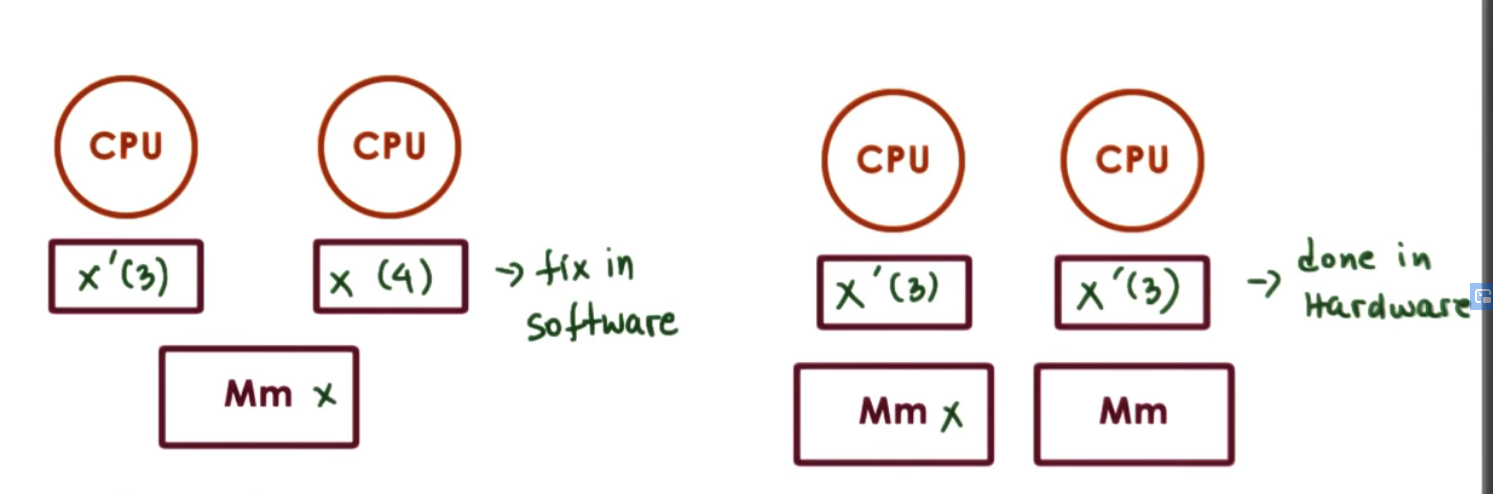 CPU CPU
x'(3) x (4) → fix in
software
Mm x
CPU CPU
x'(3) x'(3) → done in
Hardware
Mm x Mm